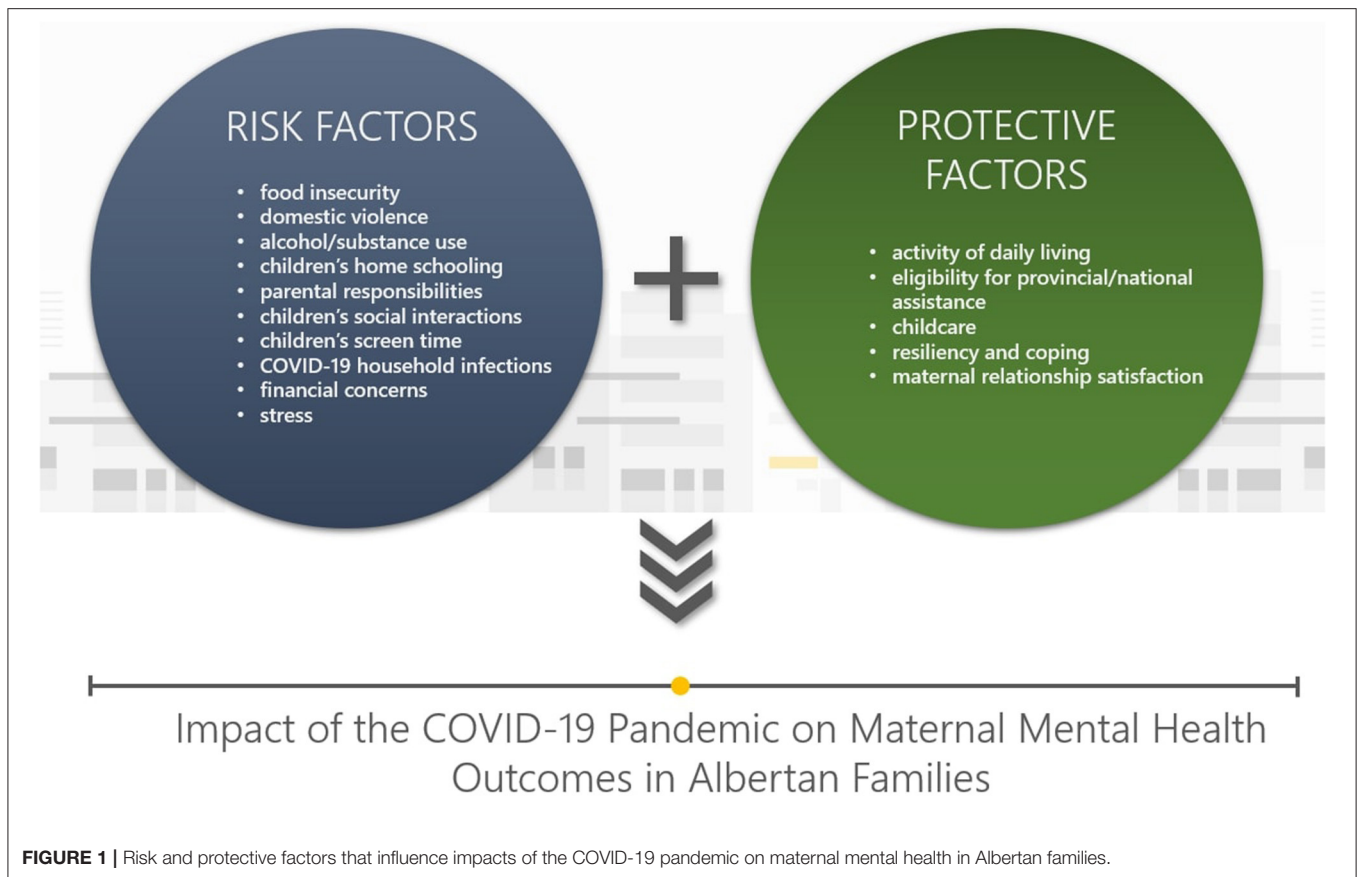 RISK FACTORS
• food insecurity
• domestic violence
• alcohol/substance use
• children's home schooling
• parental responsibilities
• children's social interactions
• children's screen time
• COVID-19 household infections
• financial concerns
• stress
+
PROTECTIVE
FACTORS
• activity of daily living
• eligibility for provincial/national
assistance
• childcare
• resiliency and coping
• maternal relationship satisfaction
Impact of the COVID-19 Pandemic on Maternal Mental Health
Outcomes in Albertan Families
FIGURE 1 | Risk and protective factors that influence impacts of the COVID-19 pandemic on maternal mental health in Albertan families.